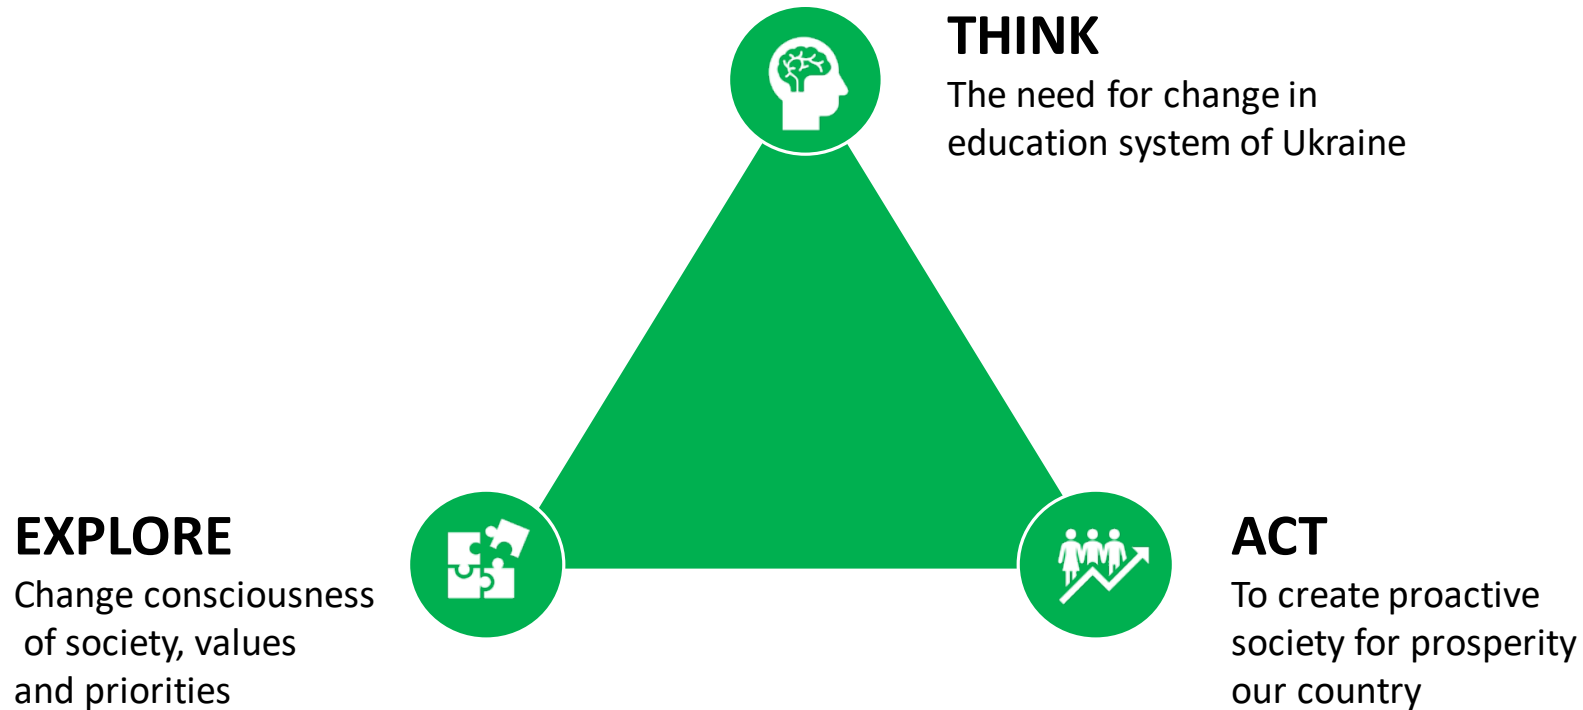 THINK
The need for change in
education system of Ukraine
EXPLORE
Change consciousness
of society, values
and priorities
ACT
To create proactive
society for prosperity
our country